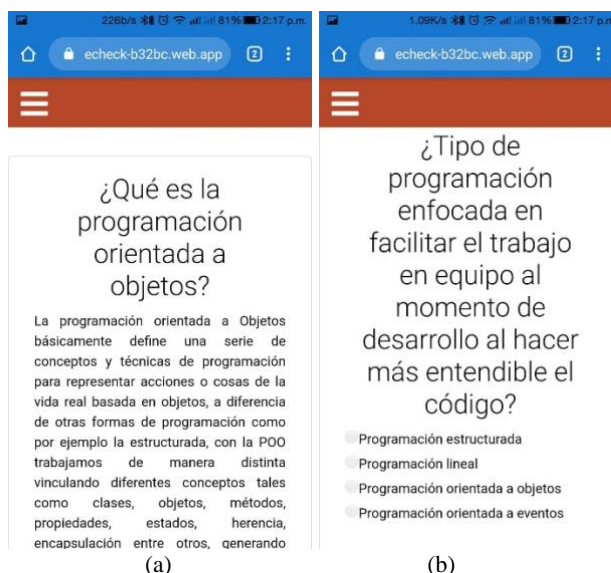 226b/s 81% 2:17 p.m.
echeck-b32bc.web.app 2
¿Qué es la
programación
orientada a
objetos?
La programación orientada a Objetos
básicamente define una serie de
conceptos y técnicas de programación
para representar acciones o cosas de la
vida real basada en objetos, a diferencia
de otras formas de programación como
por ejemplo la estructurada, con la POO
trabajamos de manera distinta
vinculando diferentes conceptos tales
como clases, objetos, métodos,
propiedades, estados, herencia,
encapsulación entre otros, generando
(a)
1.09K/s 81% 2:17 p.m
echeck-b32bc.web.app 2
¿Tipo de
programación
enfocada en
facilitar el trabajo
en equipo al
momento de
desarrollo al hacer
más entendible el
código?
Programación estructurada
Programación lineal
Programación orientada a objetos
Programación orientada a eventos
(b)